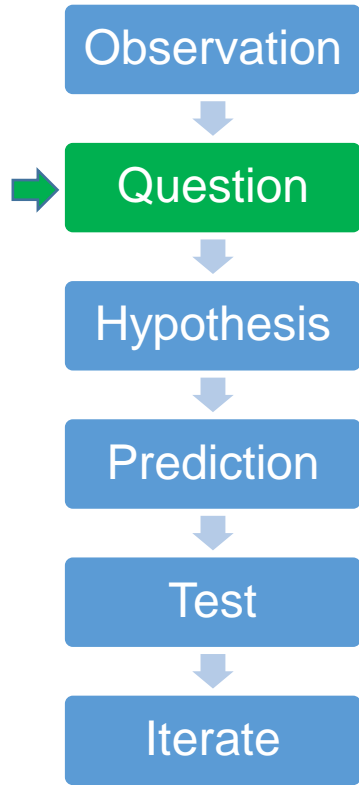 Observation
Question
Hypothesis
Prediction
Test
Iterate